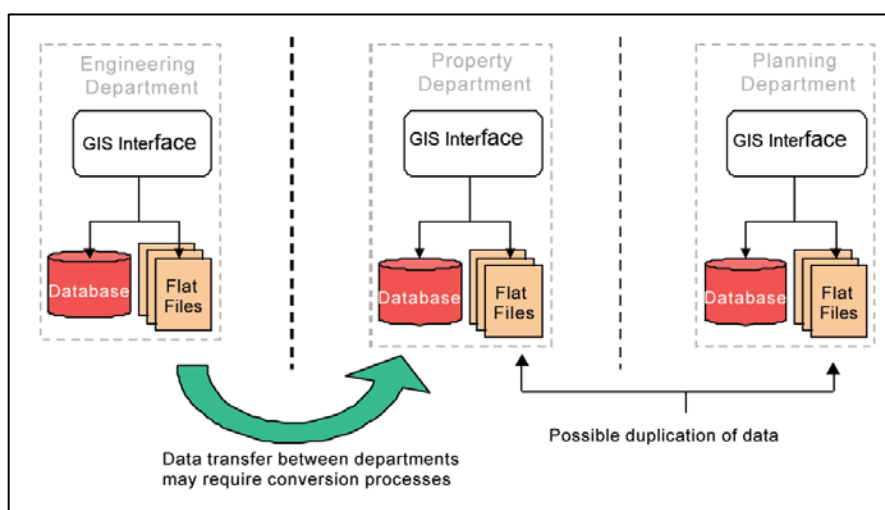 Engineering
Department
Property
Department
Planning
Department
GIS Interface
GIS Interface
GIS Interface
Database
Flat
Files
Database
Flat
Files
Database
Flat
Files
Data transfer between departments
may require conversion processes
Possible duplication of data